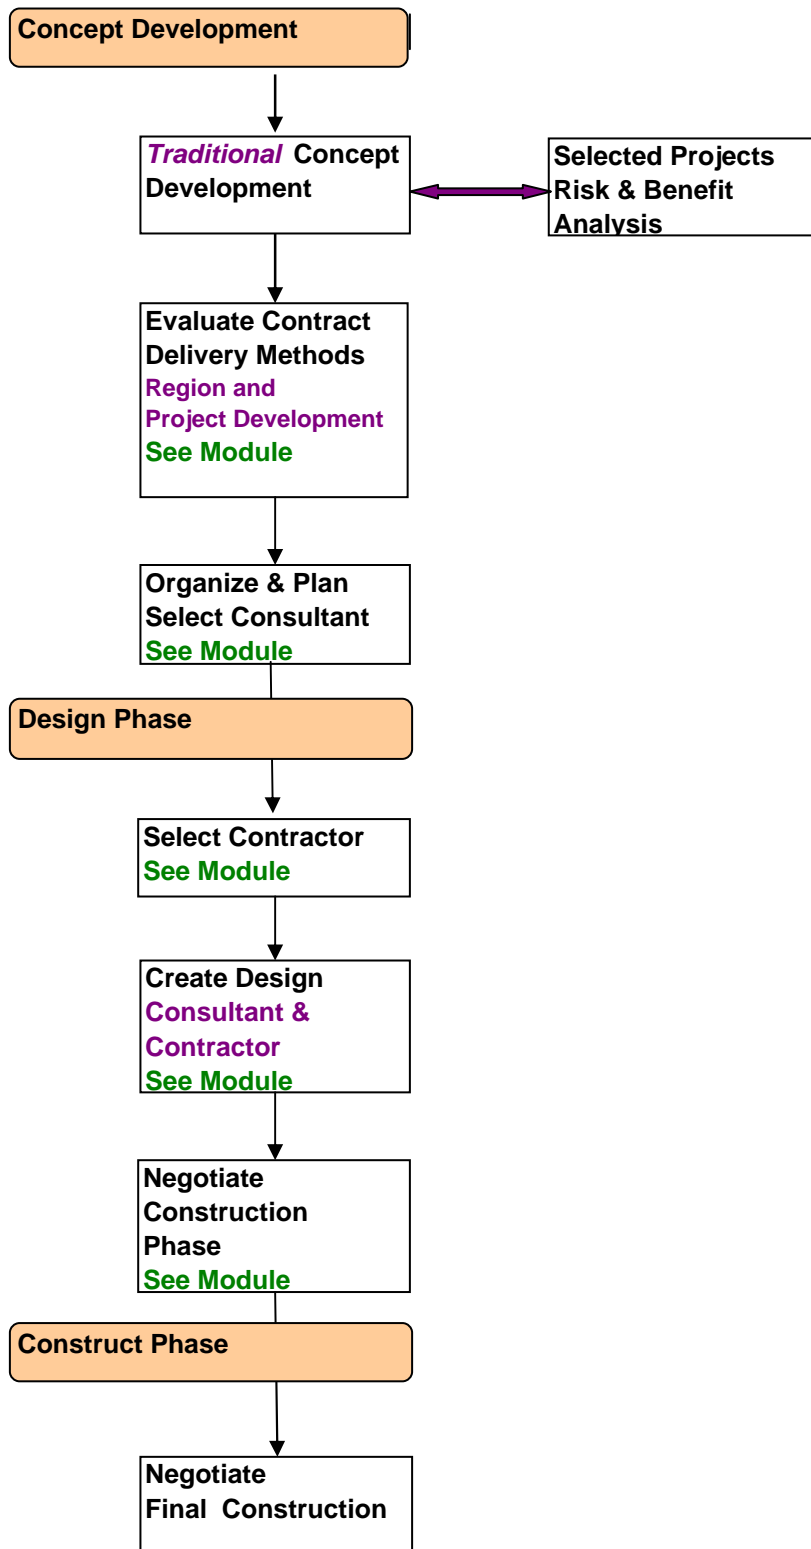 Concept Development
Traditional Concept
Development
Selected Projects
Risk & Benefit
Analysis
Evaluate Contract
Delivery Methods
Region and
Project Development
See Module
Organize & Plan
Select Consultant
See Module
Design Phase
Select Contractor
See Module
Create Design
Consultant &
Contractor
See Module
Negotiate
Construction
Phase
See Module
Construct Phase
Negotiate
Final Construction